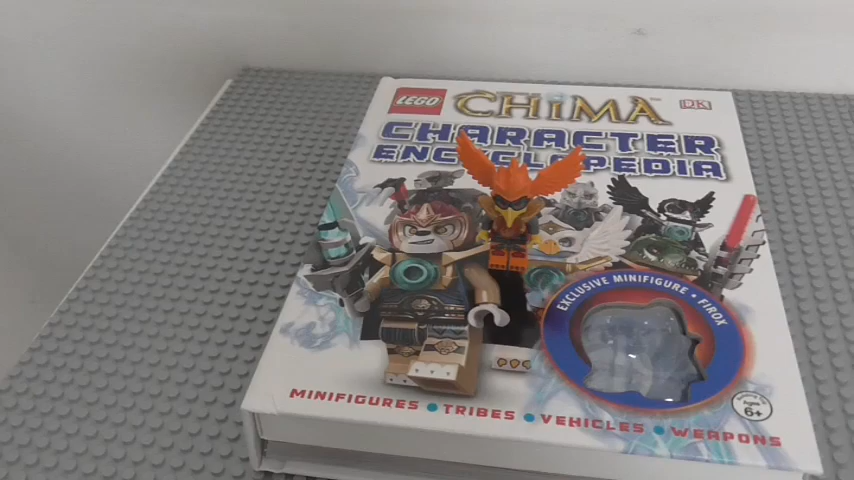 LEGO CHIMA DK
CHARACTER
ENCYCLOPEDIA
EXCLUSIVE MINIFIGURE • FIROX
Ages
6+
MINIFIGURES • TRIBES • VEHICLES • WEAPONS